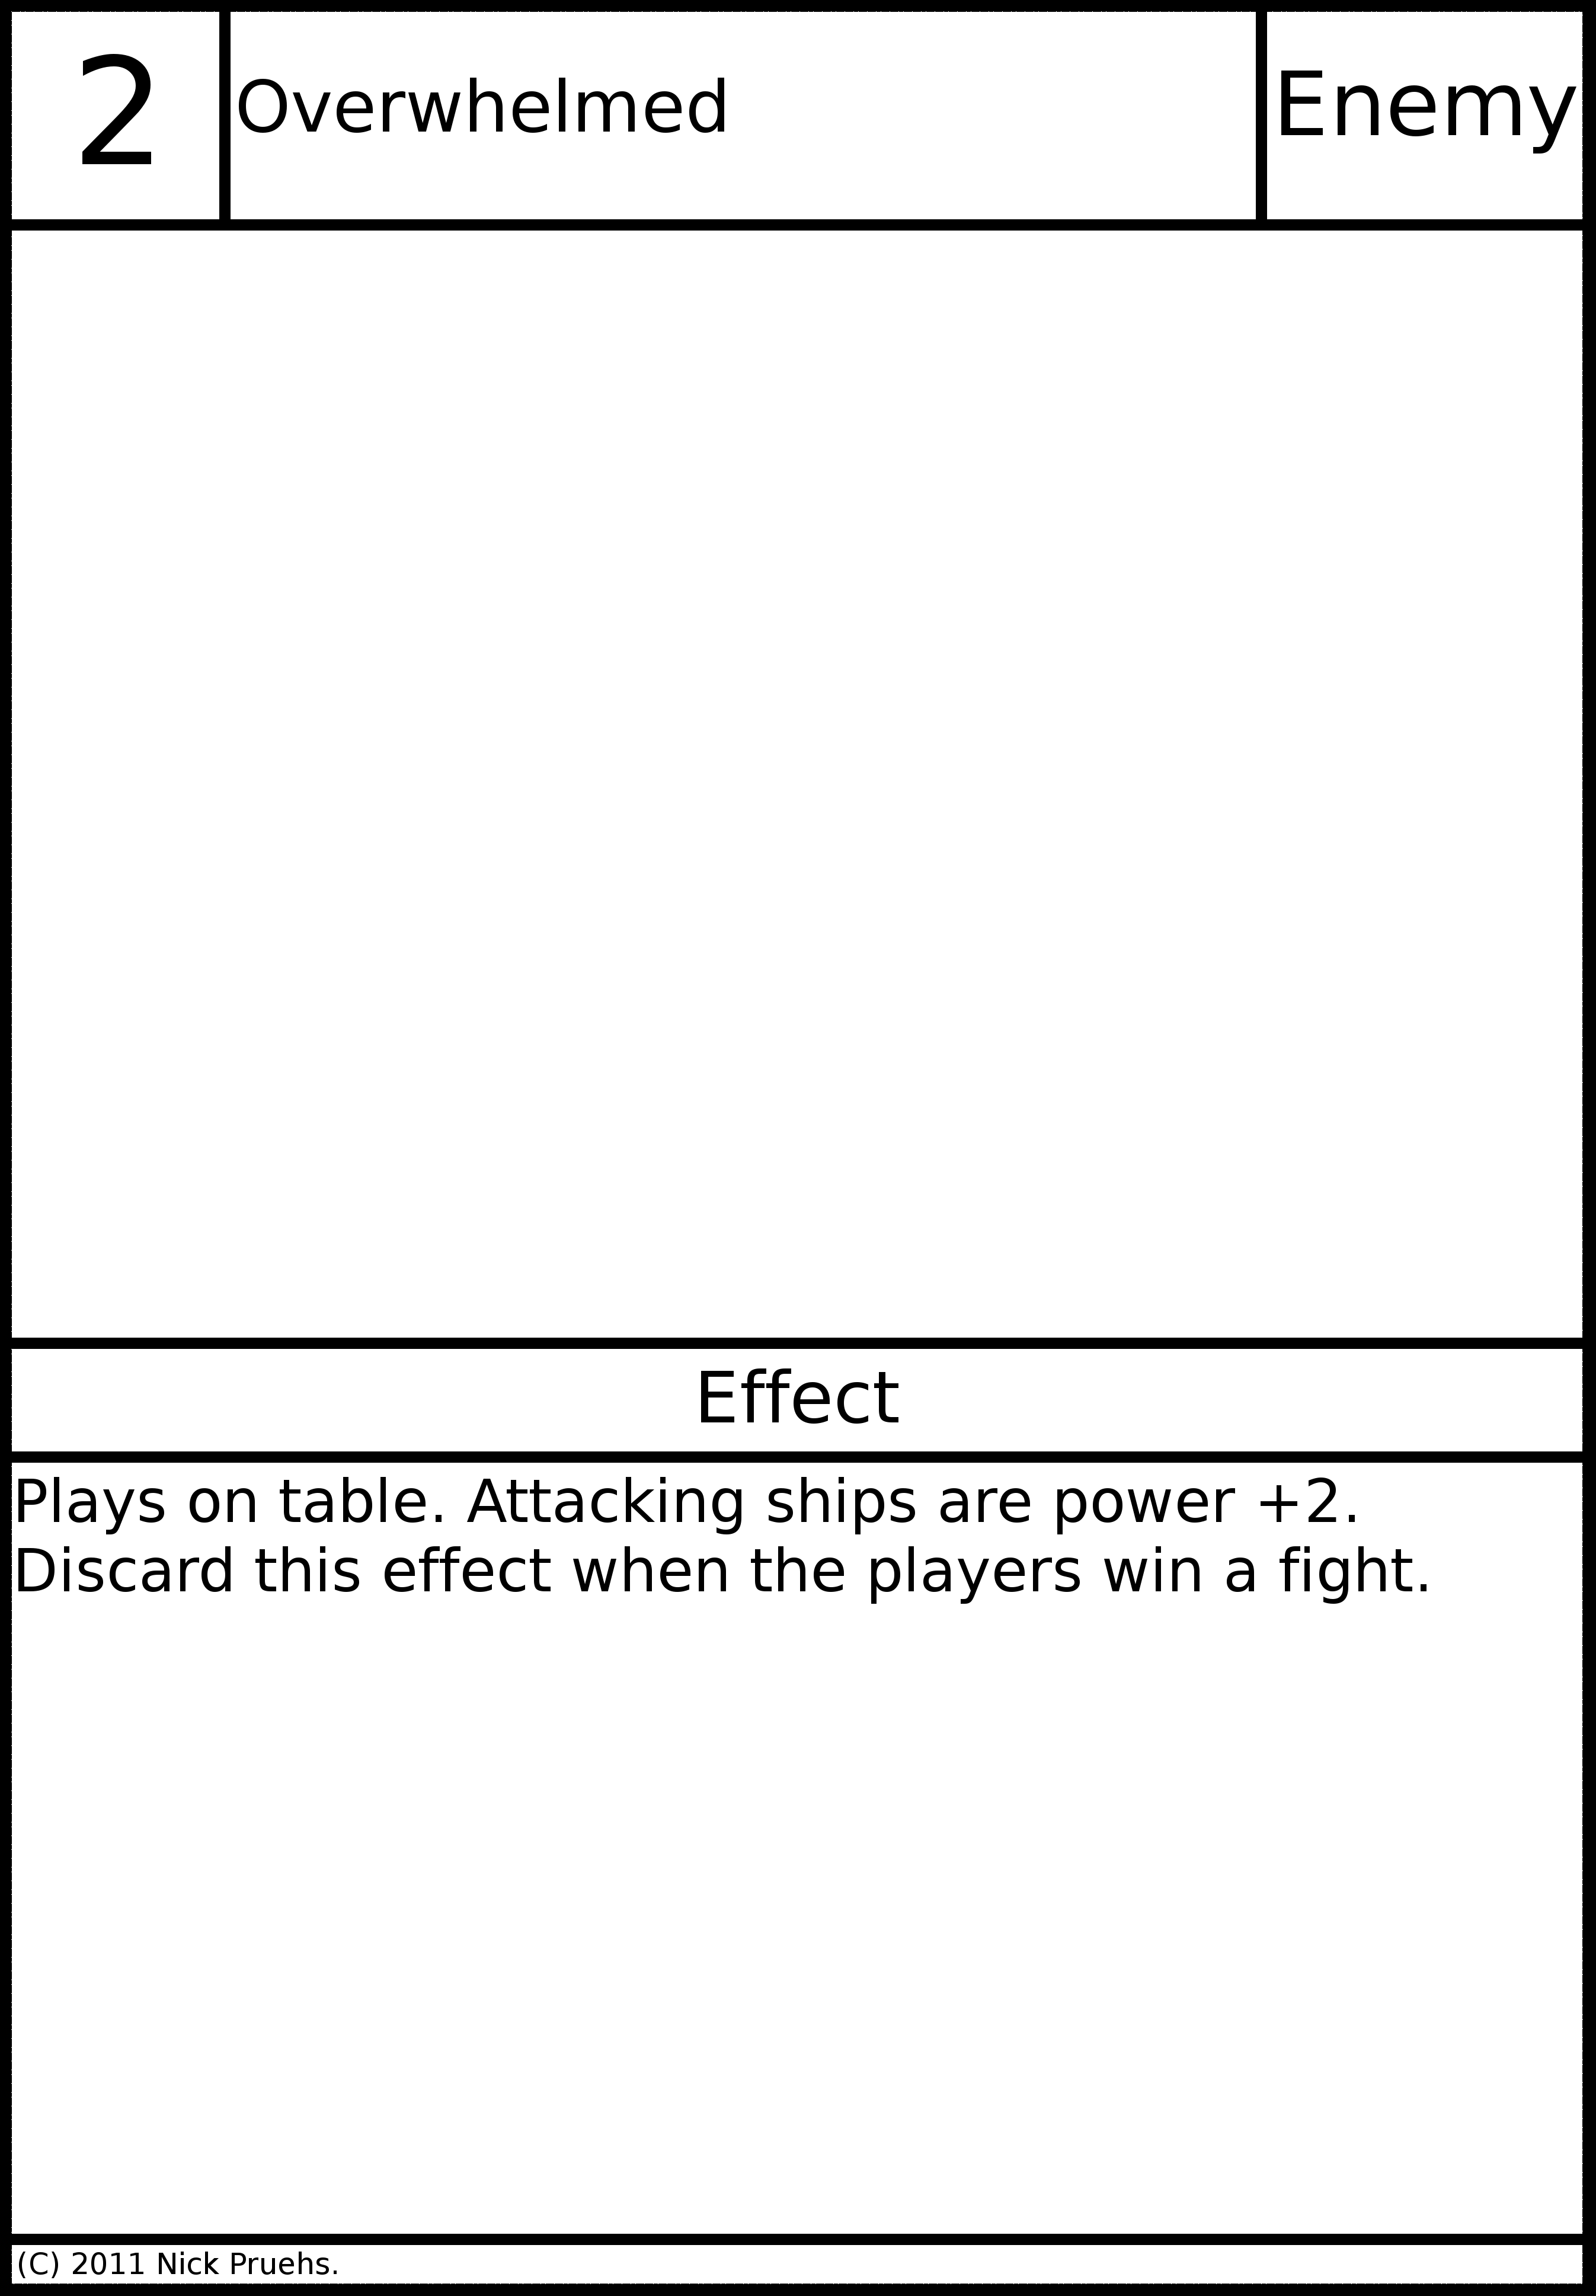 2
Overwhelmed
Enemy
Effect
Plays on table. Attacking ships are power +2.
Discard this effect when the players win a fight.
(C) 2011 Nick Pruehs.